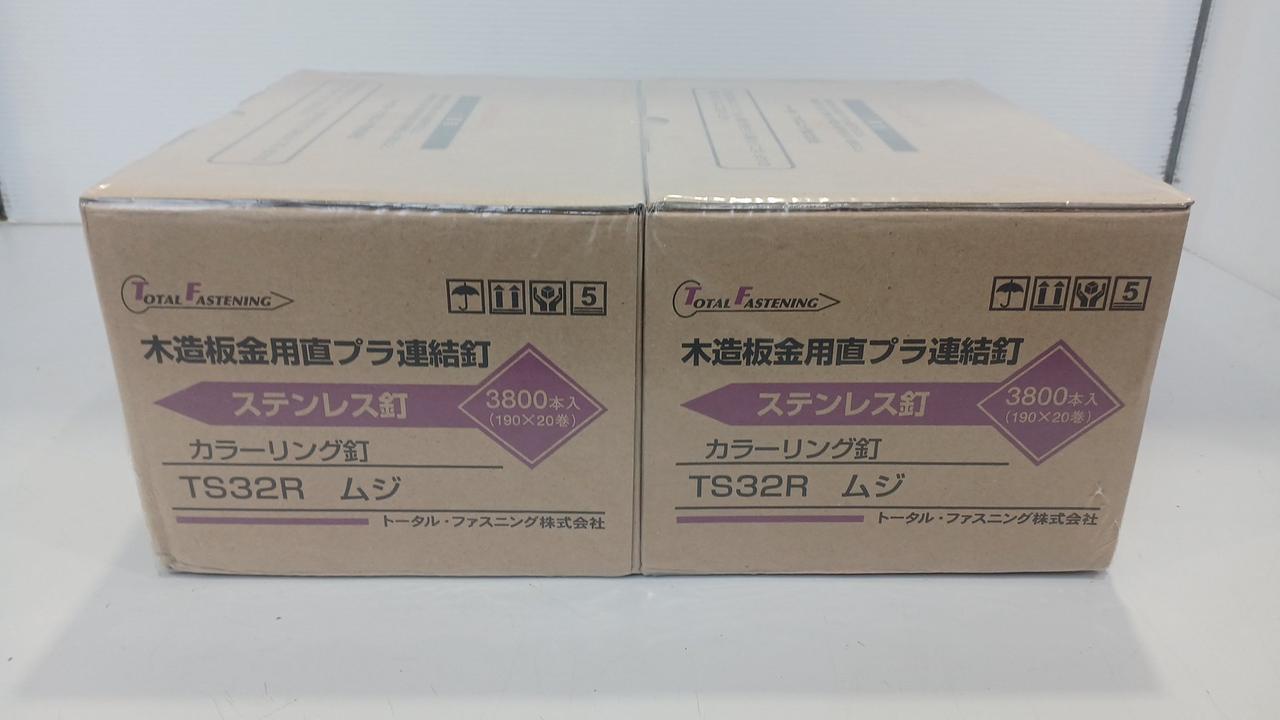 TOTAL FASTENING
5
木造板金用直プラ連結釘
ステンレス釘
3800本入
(190×20巻)
カラーリング釘
TS32R ムジ
トータル・ファスニング株式会社
TOTAL FASTENING
5
木造板金用直プラ連結釘
ステンレス釘
3800本入
(190×20巻)
カラーリング釘
TS32R ムジ
トータル・ファスニング株式会社